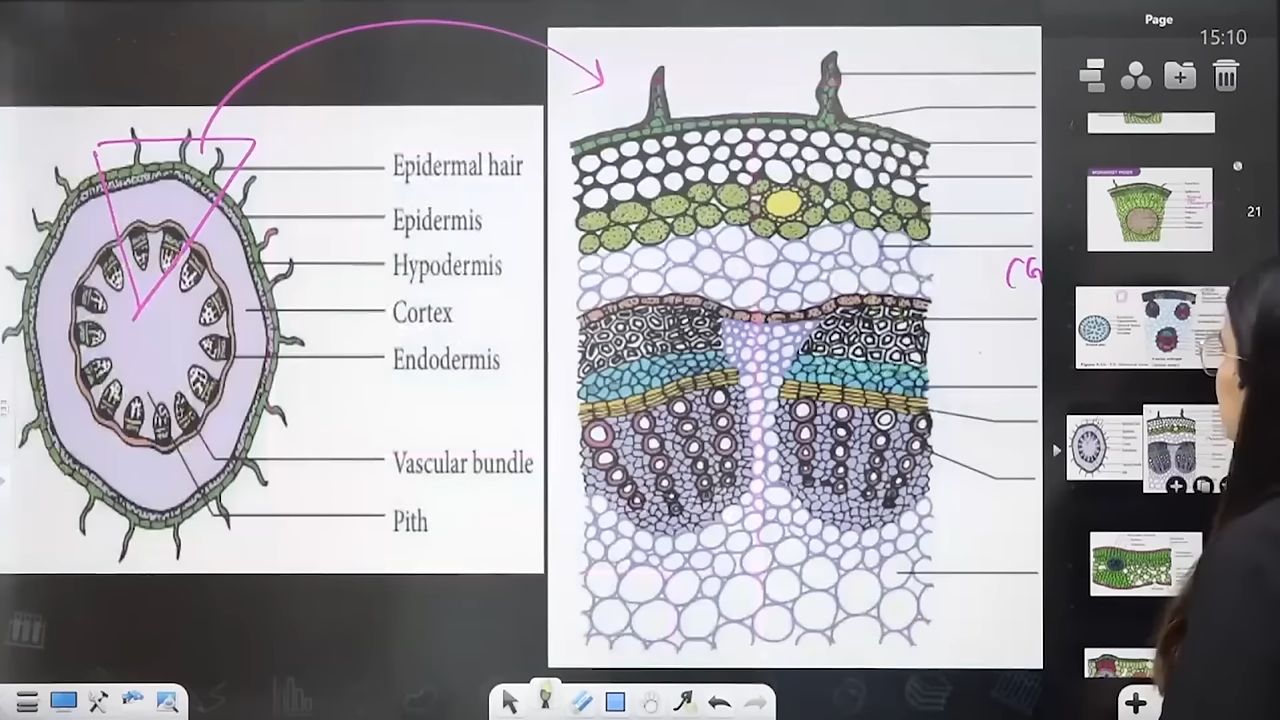 Page
15:10
Epidermal hair
Epidermis
Hypodermis
Cortex
Endodermis
Vascular bundle
Pith
21